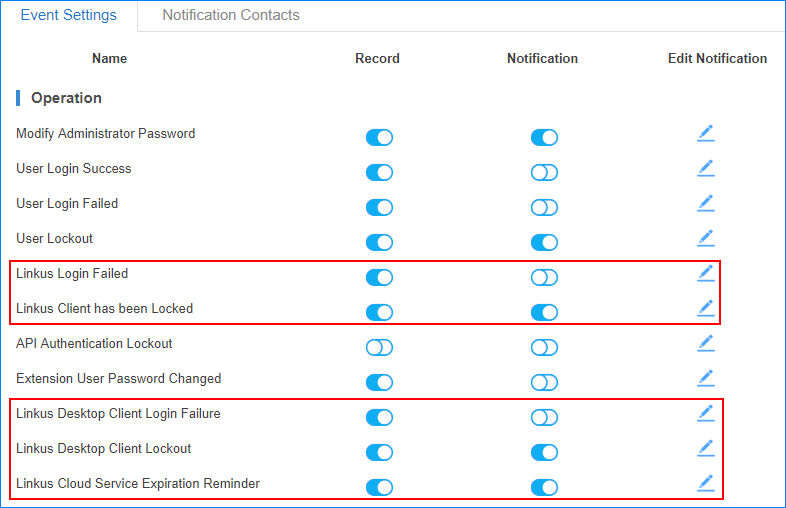 Event Settings Notification Contacts
Name Record Notification Edit Notification
Operation
Modify Administrator Password
User Login Success
User Login Failed
User Lockout
Linkus Login Failed
Linkus Client has been Locked
API Authentication Lockout
Extension User Password Changed
Linkus Desktop Client Login Failure
Linkus Desktop Client Lockout
Linkus Cloud Service Expiration Reminder